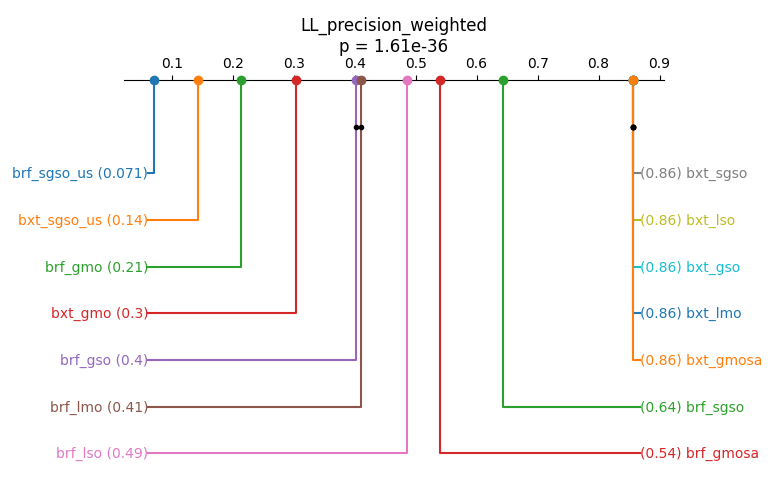 LL_precision_weighted
p = 1.61e-36
0.1 0.2 0.3 0.4 0.5 0.6 0.7 0.8 0.9
brf_sgso_us (0.071) (0.86) bxt_sgso
bxt_sgso_us (0.14) (0.86) bxt_lso
brf_gmo (0.21) (0.86) bxt_gso
bxt_gmo (0.3) (0.86) bxt_lmo
brf_gso (0.4) (0.86) bxt_gmosa
brf_lmo (0.41) (0.64) brf_sgso
brf_lso (0.49) (0.54) brf_gmosa